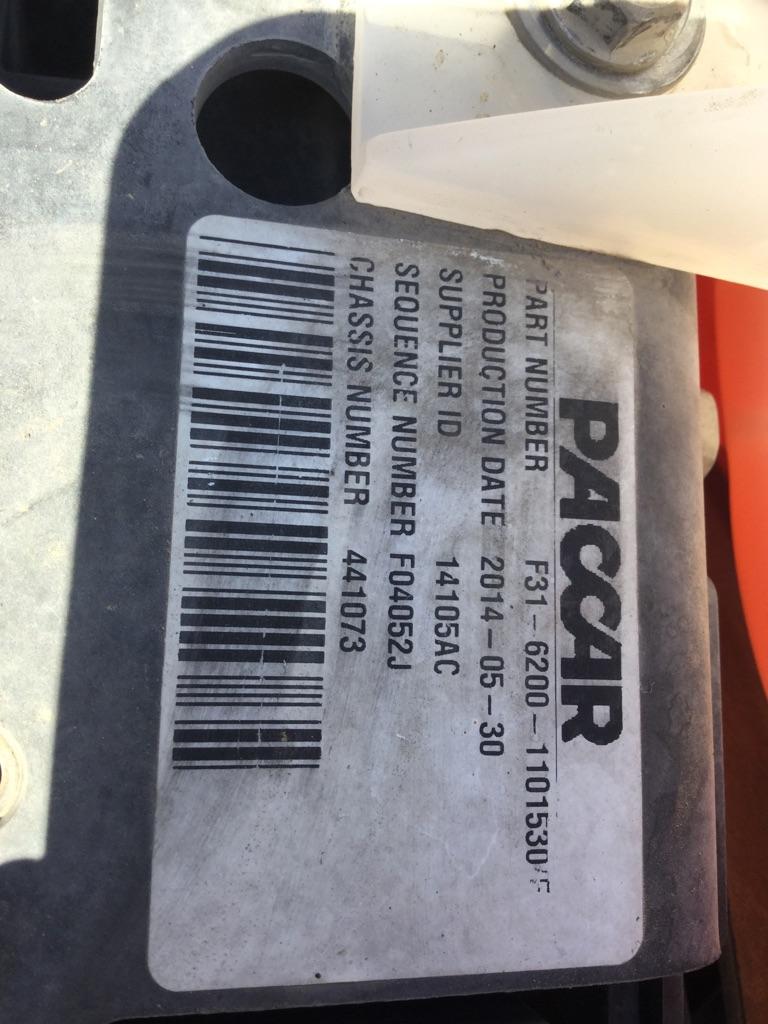 PACCAR
PART NUMBER F31-6200-1101530
PRODUCTION DATE 2014-05-30
SUPPLIER ID 14105AC
SEQUENCE NUMBER F04052J
CHASSIS NUMBER 441073